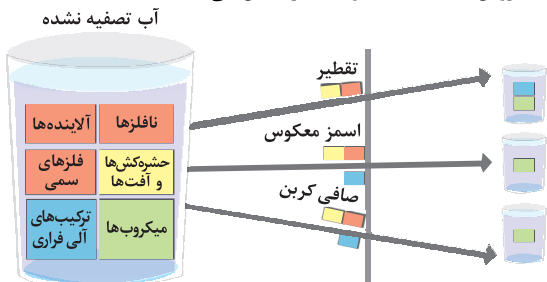 آب تصفیه نشده
نافلزها
آلاینده‌ها
حشره‌کش‌ها
و آفت‌ها
فلزهای
سمی
میکروب‌ها
ترکیب‌های
آلی فراری
تقطیر
اسمز معکوس
صافی کربن